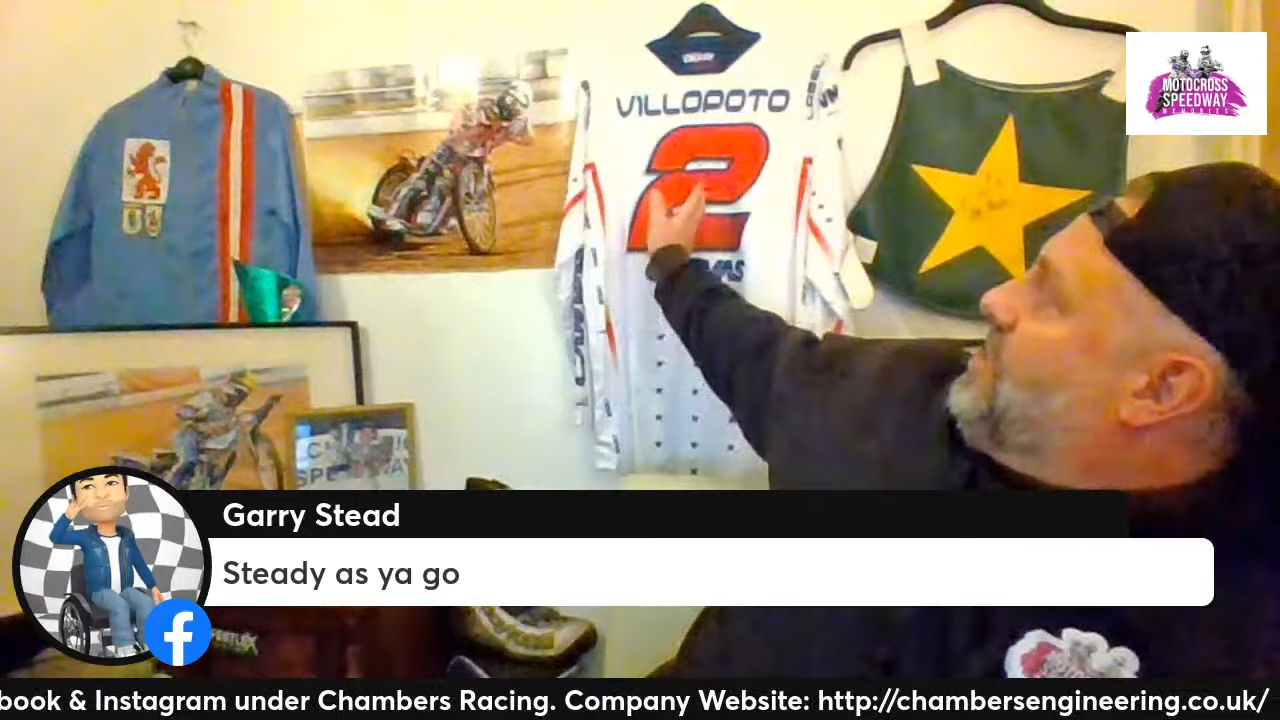 MOTOCROSS
SPEEDWAY
MEMORIES
VILLOPOTO
2
Garry Stead
Steady as ya go
book & Instagram under Chambers Racing. Company Website: http://chambersengineering.co.uk/